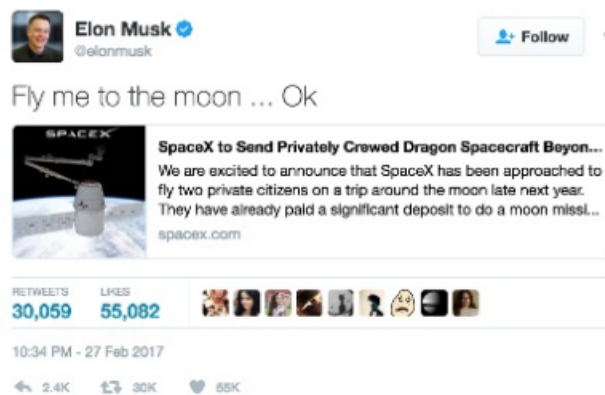 Elon Musk
@elonmusk
Follow
Fly me to the moon ... Ok
SPACEX
SpaceX to Send Privately Crewed Dragon Spacecraft Beyon...
We are excited to announce that SpaceX has been approached to
fly two private citizens on a trip around the moon late next year.
They have already paid a significant deposit to do a moon missi...
spacex.com
RETWEETS LIKES
30,059 55,082
10:34 PM - 27 Feb 2017
2.4K 30K 55K